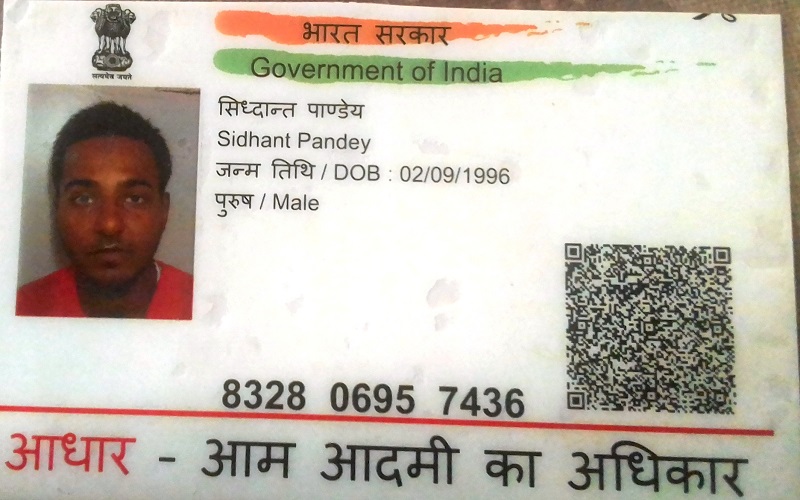 सत्यमेव जयते
भारत सरकार
Government of India
सिध्दान्त पाण्डेय
Sidhant Pandey
जन्म तिथि / DOB : 02/09/1996
पुरुष / Male
8328 0695 7436
आधार - आम आदमी का अधिकार